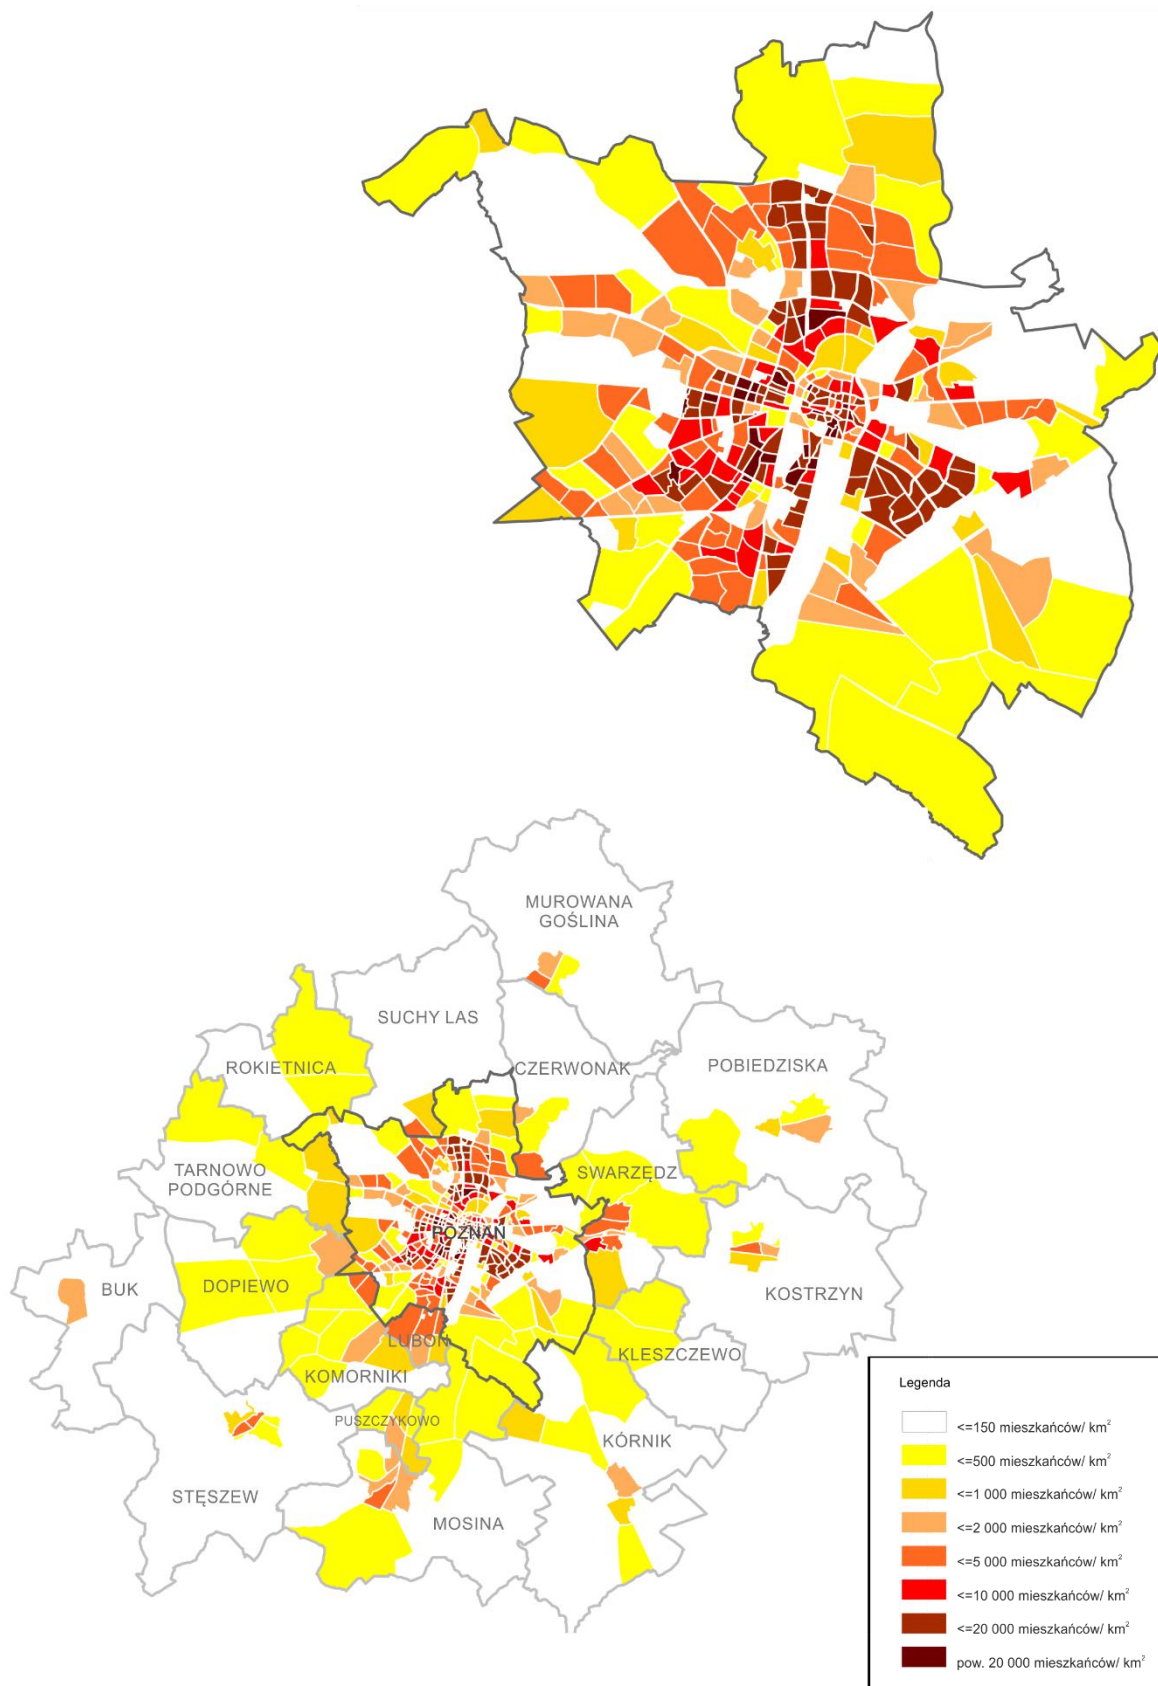 MUROWANA
GOŚLINA
SUCHY LAS
CZERWONAK
POBIEDZISKA
ROKIETNICA
TARNOWO
PODGÓRNE
SWARZĘDZ
POZNAŃ
BUK
DOPIEWO
KOSTRZYN
LUBOŃ
KLESZCZEWO
KOMORNIKI
PUSZCZYKOWO
KÓRNIK
STĘSZEW
MOSINA
Legenda
<=150 mieszkańców/ km²
<=500 mieszkańców/ km²
<=1 000 mieszkańców/ km²
<=2 000 mieszkańców/ km²
<=5 000 mieszkańców/ km²
<=10 000 mieszkańców/ km²
<=20 000 mieszkańców/ km²
pow. 20 000 mieszkańców/ km²